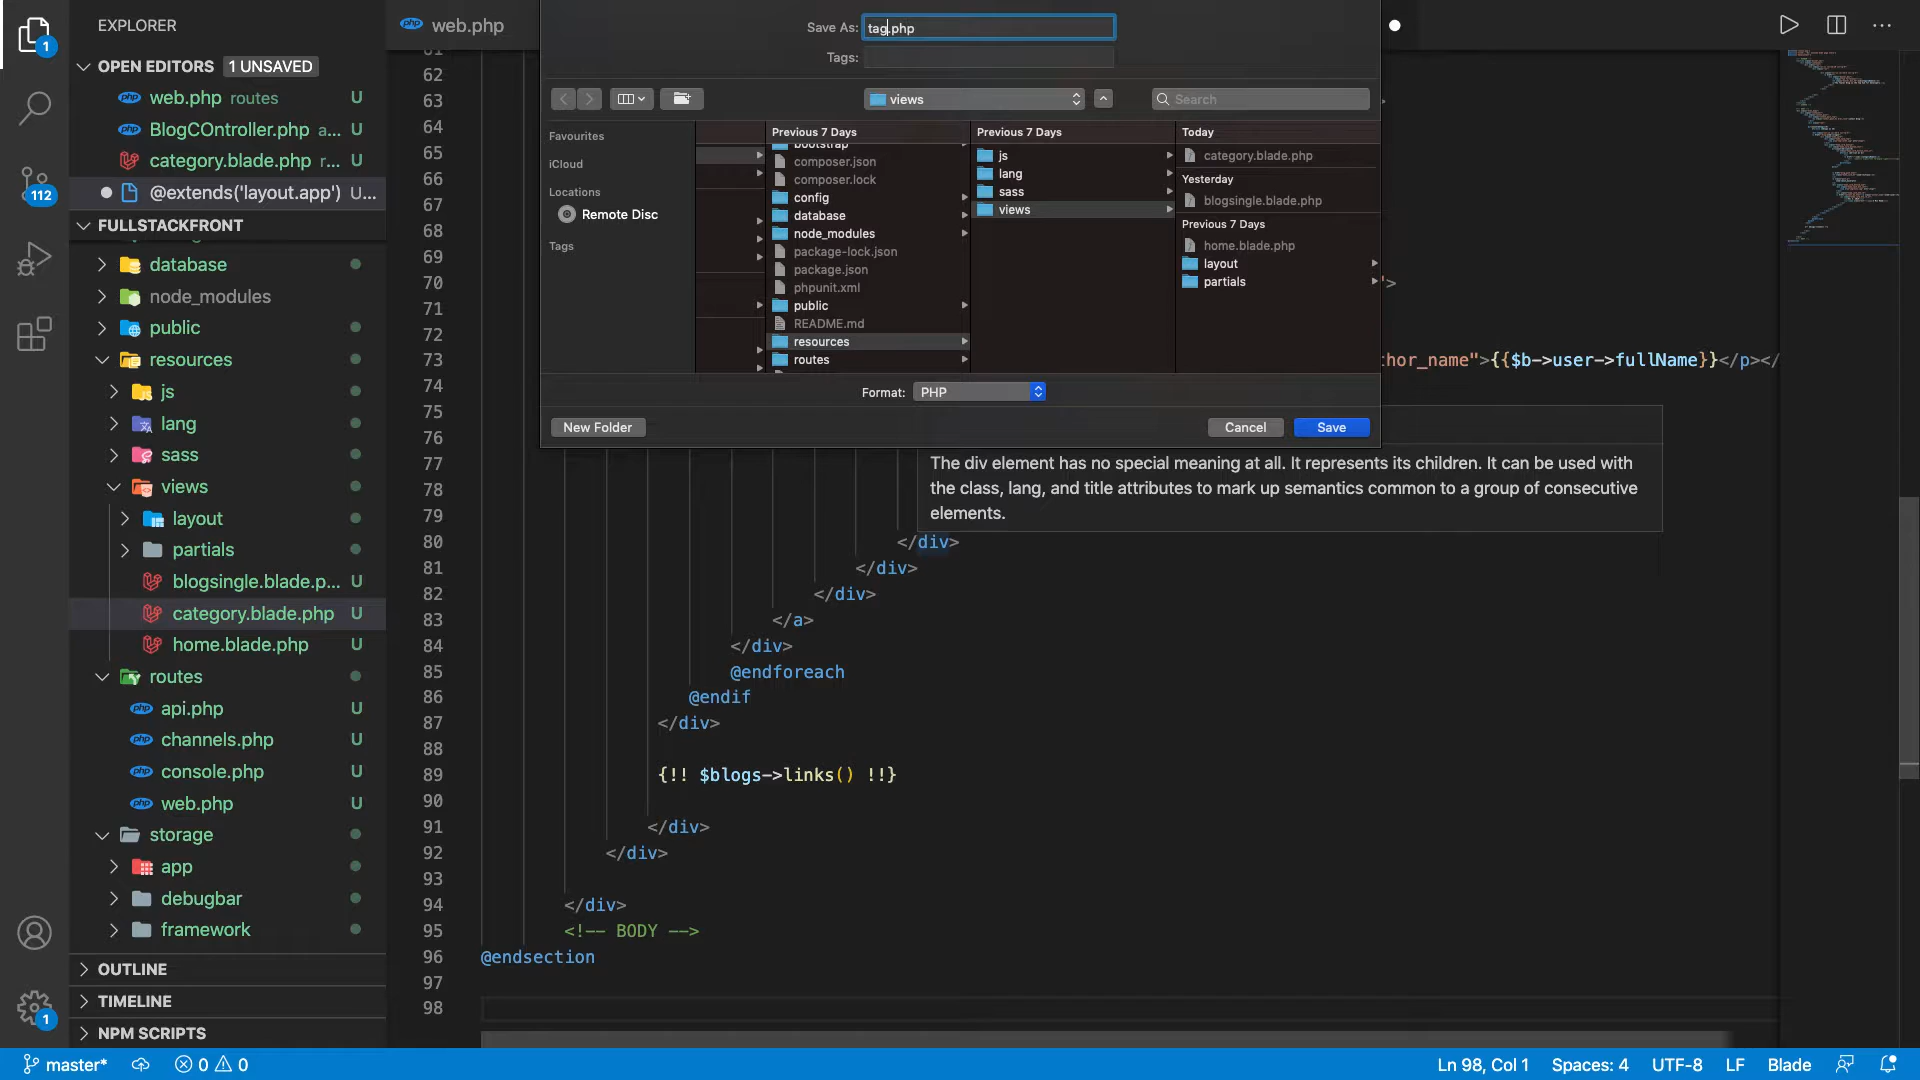 EXPLORER
OPEN EDITORS 1 UNSAVED
web.php routes U
BlogCOntroller.php a... U
category.blade.php r... U
@extends('layout.app') U...
FULLSTACKFRONT
database
node_modules
public
resources
js
lang
sass
views
layout
partials
blogsingle.blade.p... U
category.blade.php U
home.blade.php U
routes
api.php U
channels.php U
console.php U
web.php U
storage
app
debugbar
framework
OUTLINE
TIMELINE
NPM SCRIPTS
1
112
1
web.php
Save As: tag.php
Tags:
views
Search
Favourites
iCloud
Locations
Remote Disc
Tags
Previous 7 Days
bootstrap
composer.json
composer.lock
config
database
node_modules
package-lock.json
package.json
phpunit.xml
public
README.md
resources
routes
Previous 7 Days
js
lang
sass
views
Today
category.blade.php
Yesterday
blogsingle.blade.php
Previous 7 Days
home.blade.php
layout
partials
Format: PHP
New Folder
Cancel
Save
61
62
63
64
65
66
67
68
69
70
71 ">
72
73
74 hor_name">{{$b->user->fullName}}</p></
75
76
77
78
79
The div element has no special meaning at all. It represents its children. It can be used with
the class, lang, and title attributes to mark up semantics common to a group of consecutive
elements.
80 </div>
81 </div>
82 </div>
83 </a>
84 </div>
85 @endforeach
86 @endif
87 </div>
88
89 {!! $blogs->links() !!}
90
91 </div>
92 </div>
93
94 </div>
95 <!-- BODY -->
96 @endsection
97
98
master* 0 0
Ln 98, Col 1 Spaces: 4 UTF-8 LF Blade